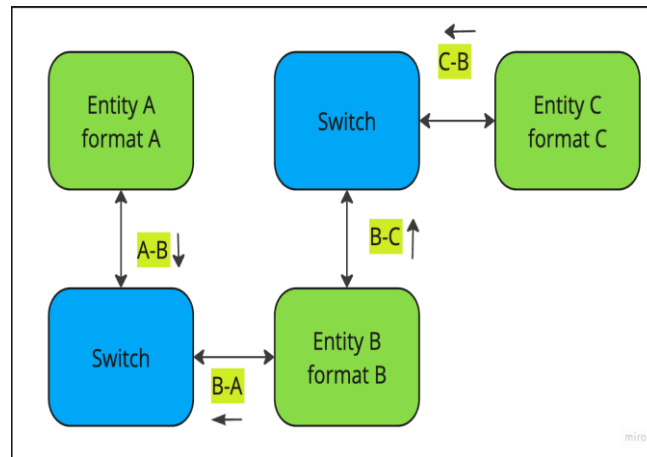 Entity A
format A
Switch
C-B
Entity C
format C
A-B
B-C
Switch
B-A
Entity B
format B
miro